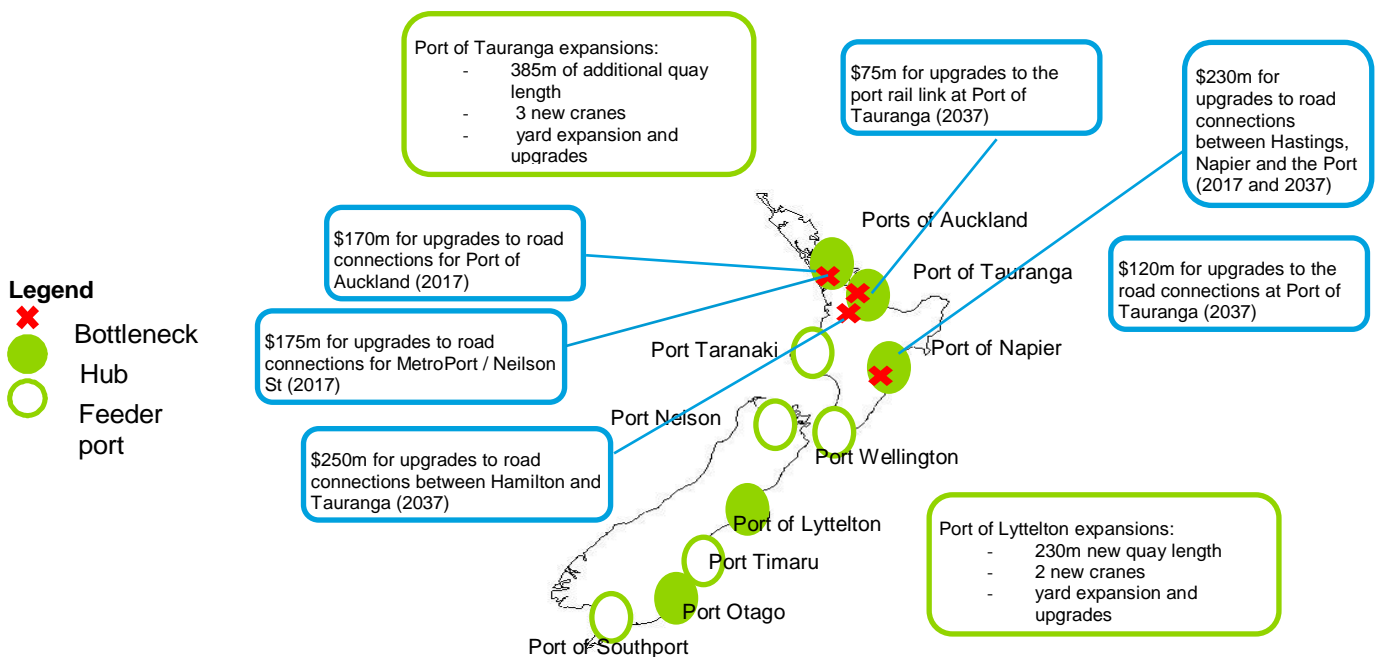 Port of Tauranga expansions:
- 385m of additional quay
length
- 3 new cranes
- yard expansion and
upgrades
$75m for upgrades to the
port rail link at Port of
Tauranga (2037)
$230m for
upgrades to road
connections
between Hastings,
Napier and the Port
(2017 and 2037)
$170m for upgrades to road
connections for Port of
Auckland (2017)
Ports of Auckland
Port of Tauranga
$120m for upgrades to the
road connections at Port of
Tauranga (2037)
Legend
Bottleneck
Hub
Feeder
port
$175m for upgrades to road
connections for MetroPort / Neilson
St (2017)
Port Taranaki
Port of Napier
Port Nelson
Port Wellington
$250m for upgrades to road
connections between Hamilton and
Tauranga (2037)
Port of Lyttelton
Port Timaru
Port Otago
Port of Southport
Port of Lyttelton expansions:
- 230m new quay length
- 2 new cranes
- yard expansion and
upgrades